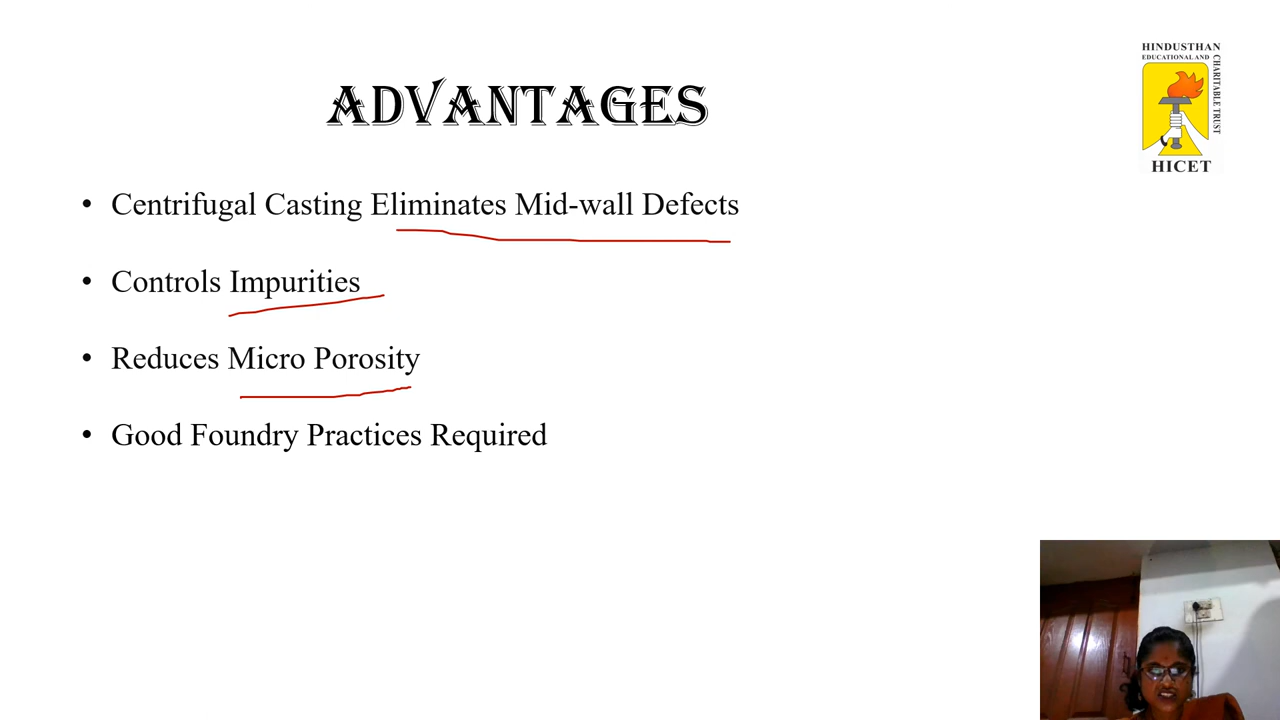 ADVANTAGES
HINDUSTHAN
EDUCATIONAL AND
CHARITABLE TRUST
HICET
• Centrifugal Casting Eliminates Mid-wall Defects
• Controls Impurities
• Reduces Micro Porosity
• Good Foundry Practices Required